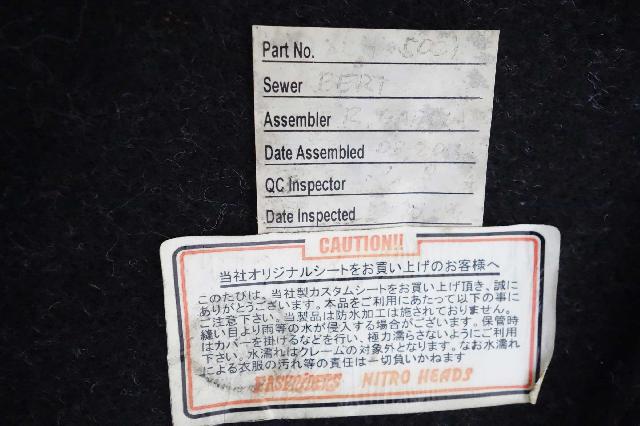 Part No. 5001
Sewer BERT
Assembler
Date Assembled
QC Inspector
Date Inspected
CAUTION!!
当社オリジナルシートをお買い上げのお客様へ
このたびは、当社製カスタムシートをお買い上げ頂き、誠に
ありがとうございます。本品をご利用にあたって以下の事に
ご注意下さい。当製品は防水加工は施されておりません。
縫い目より雨等の水が侵入する場合がございます。保管時
はカバーを掛けるなどを行い、極力濡らさないようにご利用
下さい。水濡れはクレームの対象外となります。なお水濡れ
による衣服の汚れ等の責任は一切負いかねます
EASYRIDERS NITRO HEADS